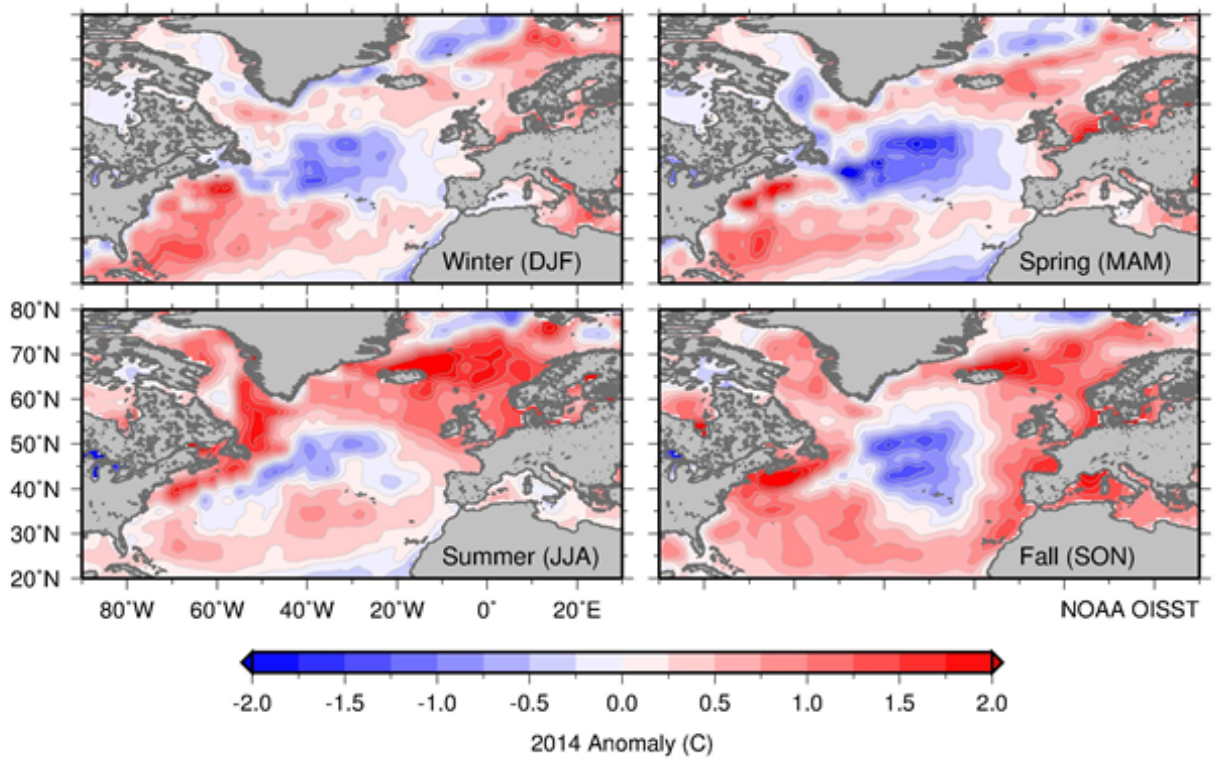 Winter (DJF)
Spring (MAM)
80°N
70°N
60°N
50°N
40°N
30°N
20°N
Summer (JJA)
Fall (SON)
80°W 60°W 40°W 20°W 0° 20°E
NOAA OISST
-2.0 -1.5 -1.0 -0.5 0.0 0.5 1.0 1.5 2.0
2014 Anomaly (C)